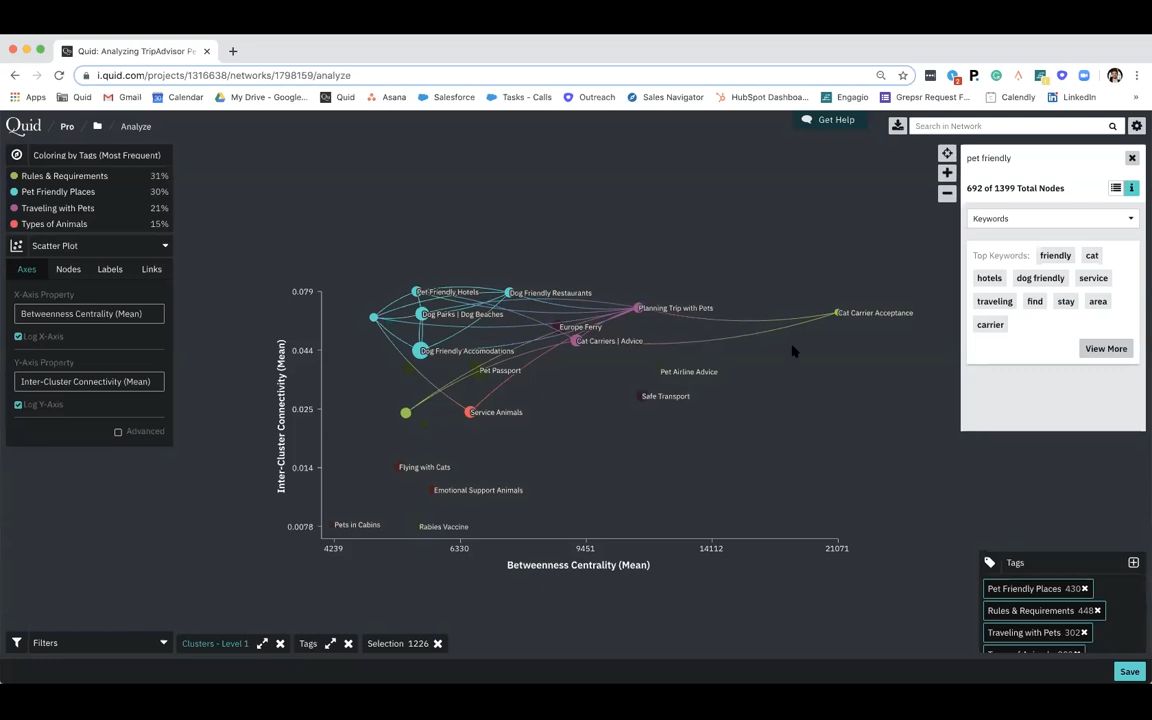 Quid: Analyzing TripAdvisor Pe
i.quid.com/projects/1316638/networks/1798159/analyze
Apps Quid Gmail Calendar My Drive - Google... Quid Asana Salesforce Tasks - Calls Outreach Sales Navigator HubSpot Dashboa... Engagio Grepsr Request F... Calendly LinkedIn »
Quid Pro Analyze
Get Help
Search in Network
Coloring by Tags (Most Frequent)
Rules & Requirements 31%
Pet Friendly Places 30%
Traveling with Pets 21%
Types of Animals 15%
Scatter Plot
Axes Nodes Labels Links
X-Axis Property
Betweenness Centrality (Mean)
Log X-Axis
Y-Axis Property
Inter-Cluster Connectivity (Mean)
Log Y-Axis
Advanced
Inter-Cluster Connectivity (Mean)
0.079
0.044
0.025
0.014
0.0078
Pet Friendly Hotels
Dog Friendly Restaurants
Dog Parks | Dog Beaches
Planning Trip with Pets
Cat Carrier Acceptance
Europe Ferry
Cat Carriers | Advice
Dog Friendly Accomodations
Pet Passport
Pet Airline Advice
Safe Transport
Service Animals
Flying with Cats
Emotional Support Animals
Pets in Cabins
Rabies Vaccine
4239 6330 9451 14112 21071
Betweenness Centrality (Mean)
pet friendly
692 of 1399 Total Nodes
Keywords
Top Keywords: friendly cat
hotels dog friendly service
traveling find stay area
carrier
View More
Tags
Pet Friendly Places 430
Rules & Requirements 448
Traveling with Pets 302
Filters
Clusters - Level 1
Tags
Selection 1226
Save